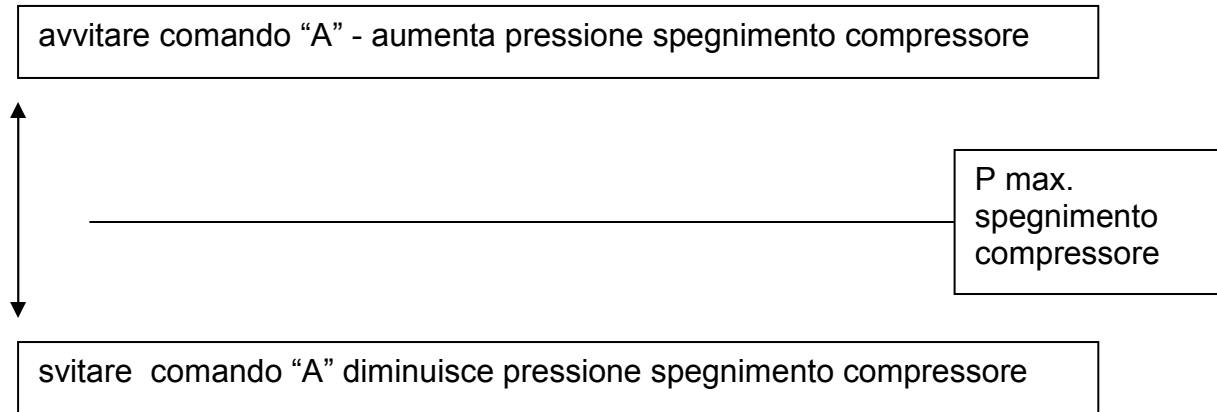 avvitare comando “A” - aumenta pressione spegnimento compressore
P max.
spegnimento
compressore
svitare  comando “A” diminuisce pressione spegnimento compressore